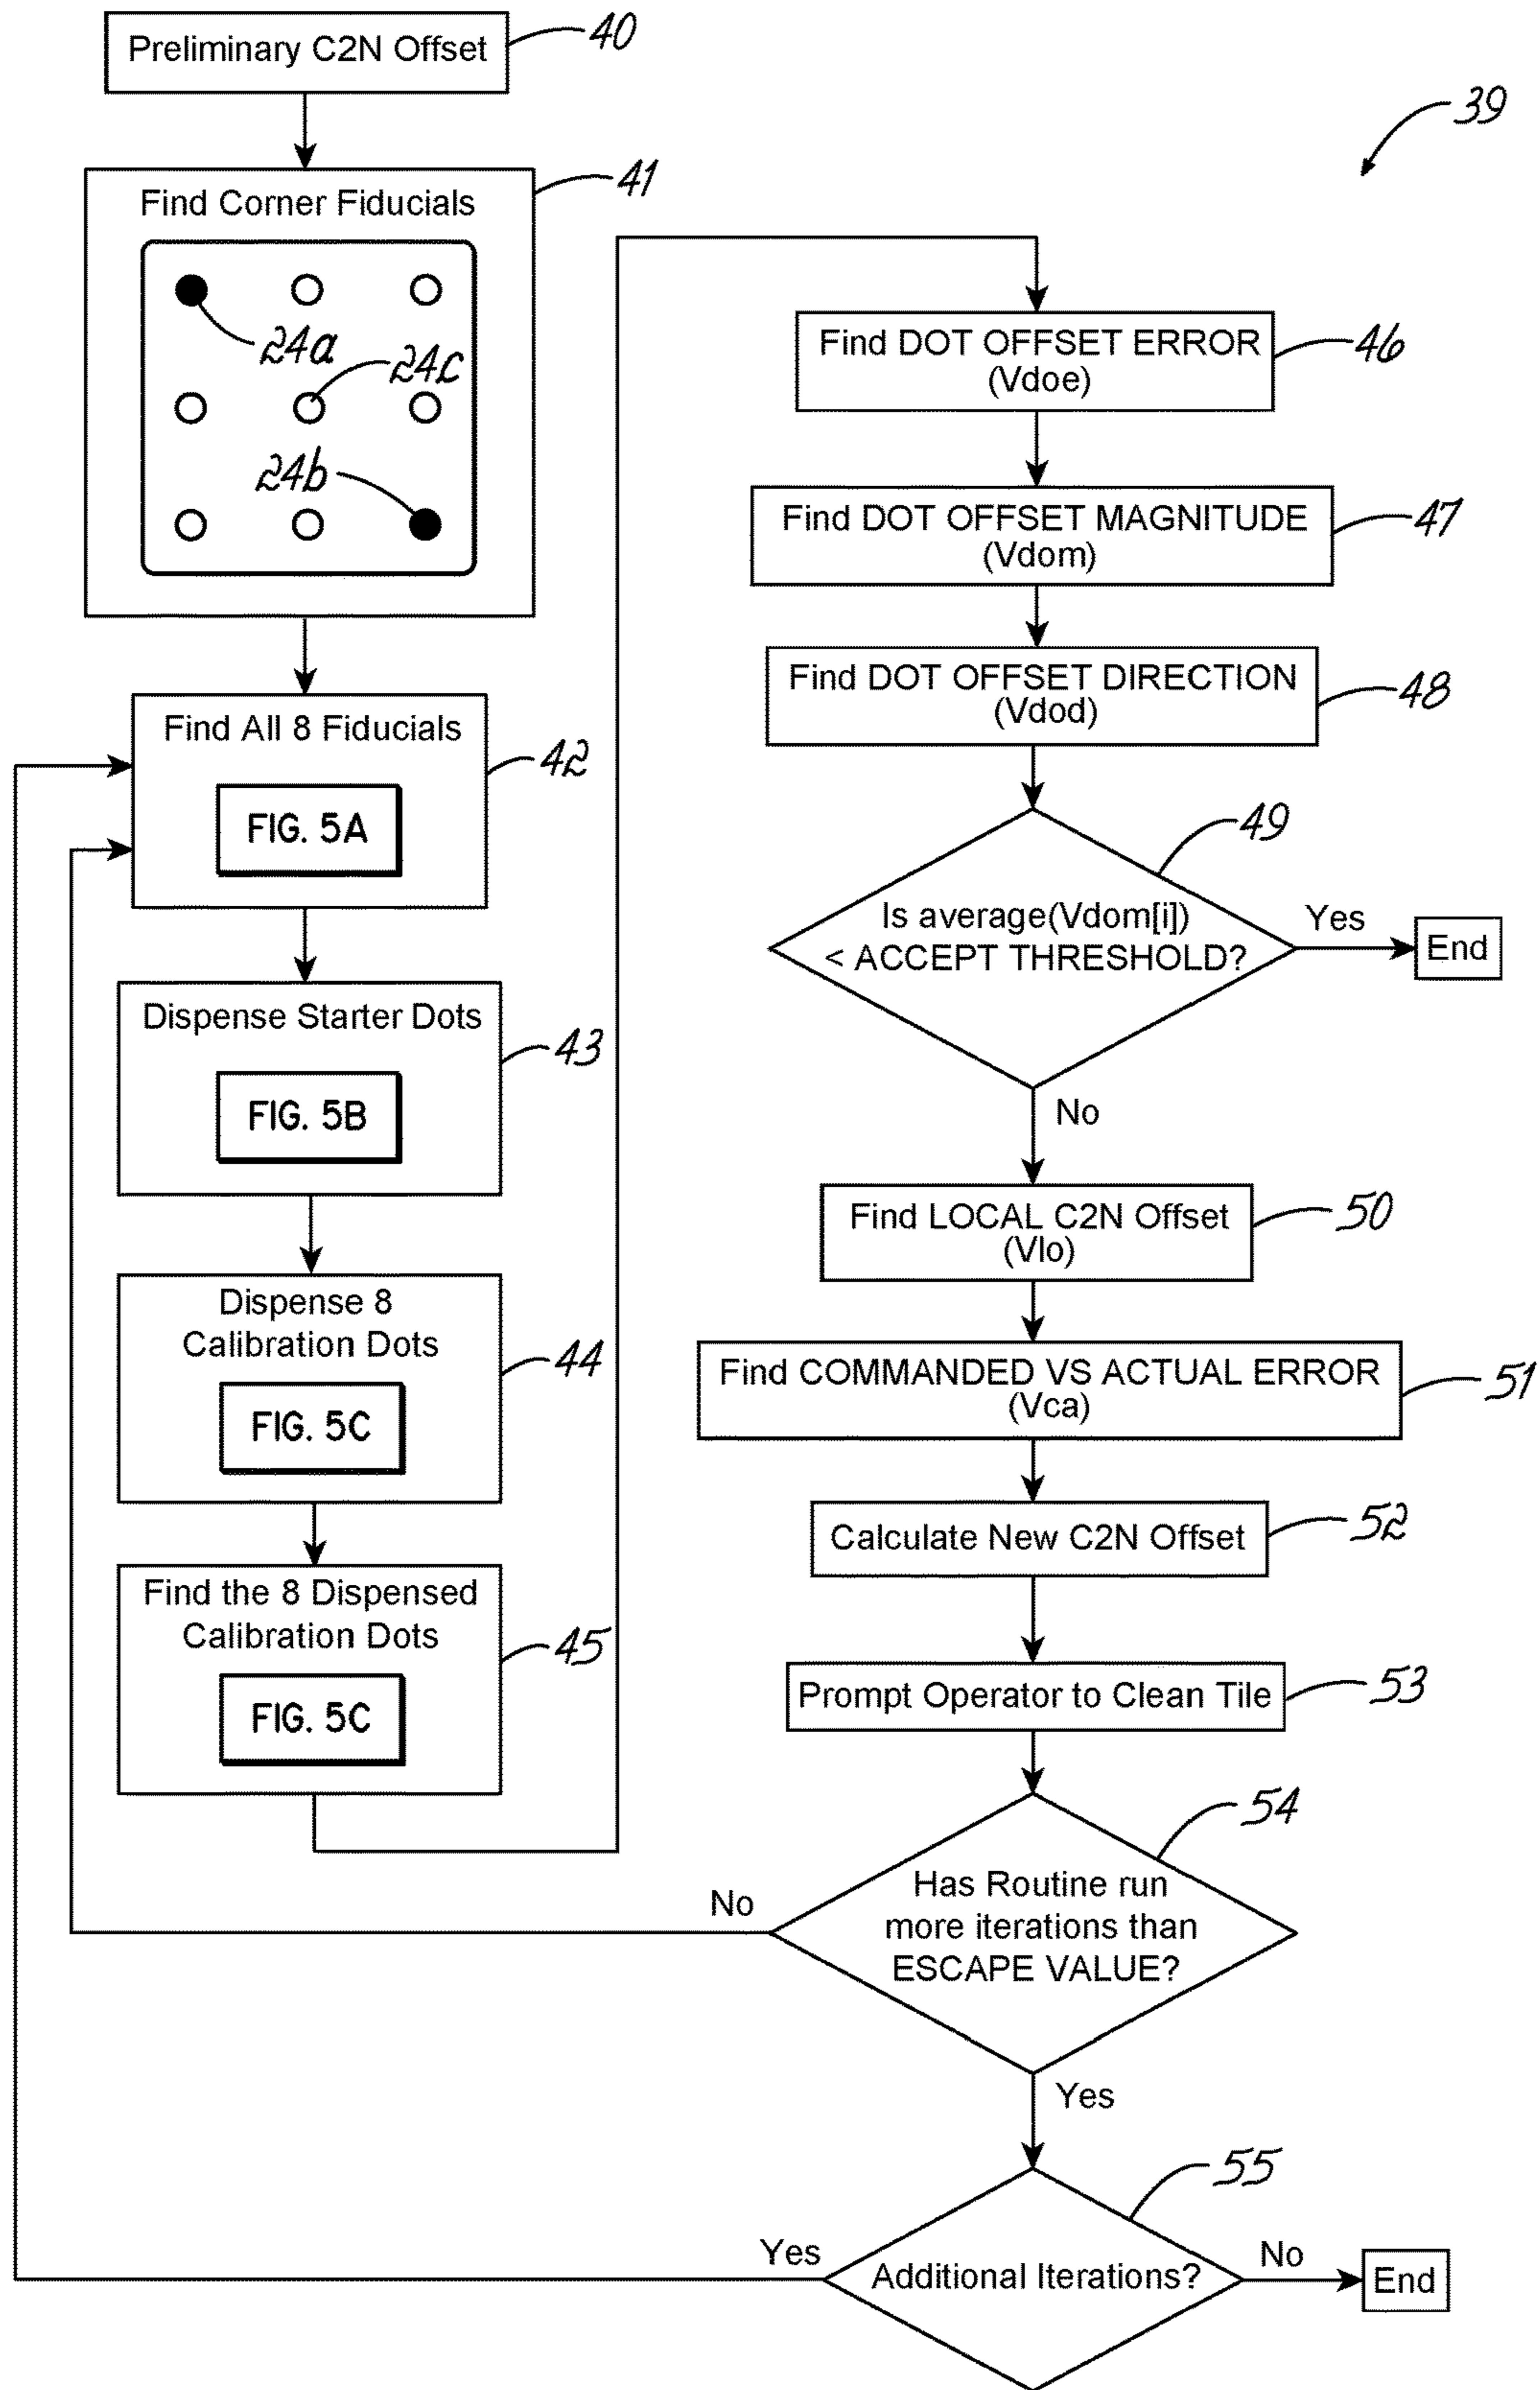 Preliminary C2N Offset
40
39
Find Corner Fiducials
41
24a
24c
24b
Find All 8 Fiducials
42
FIG. 5A
Dispense Starter Dots
43
FIG. 5B
Dispense 8
Calibration Dots
44
FIG. 5C
Find the 8 Dispensed
Calibration Dots
45
FIG. 5C
Find DOT OFFSET ERROR
(Vdoe)
46
Find DOT OFFSET MAGNITUDE
(Vdom)
47
Find DOT OFFSET DIRECTION
(Vdod)
48
49
Is average(Vdom[i])
< ACCEPT THRESHOLD?
Yes
End
No
Find LOCAL C2N Offset
(Vlo)
50
Find COMMANDED VS ACTUAL ERROR
(Vca)
51
Calculate New C2N Offset
52
Prompt Operator to Clean Tile
53
54
Has Routine run
more iterations than
ESCAPE VALUE?
No
Yes
55
Additional Iterations?
Yes
No
End